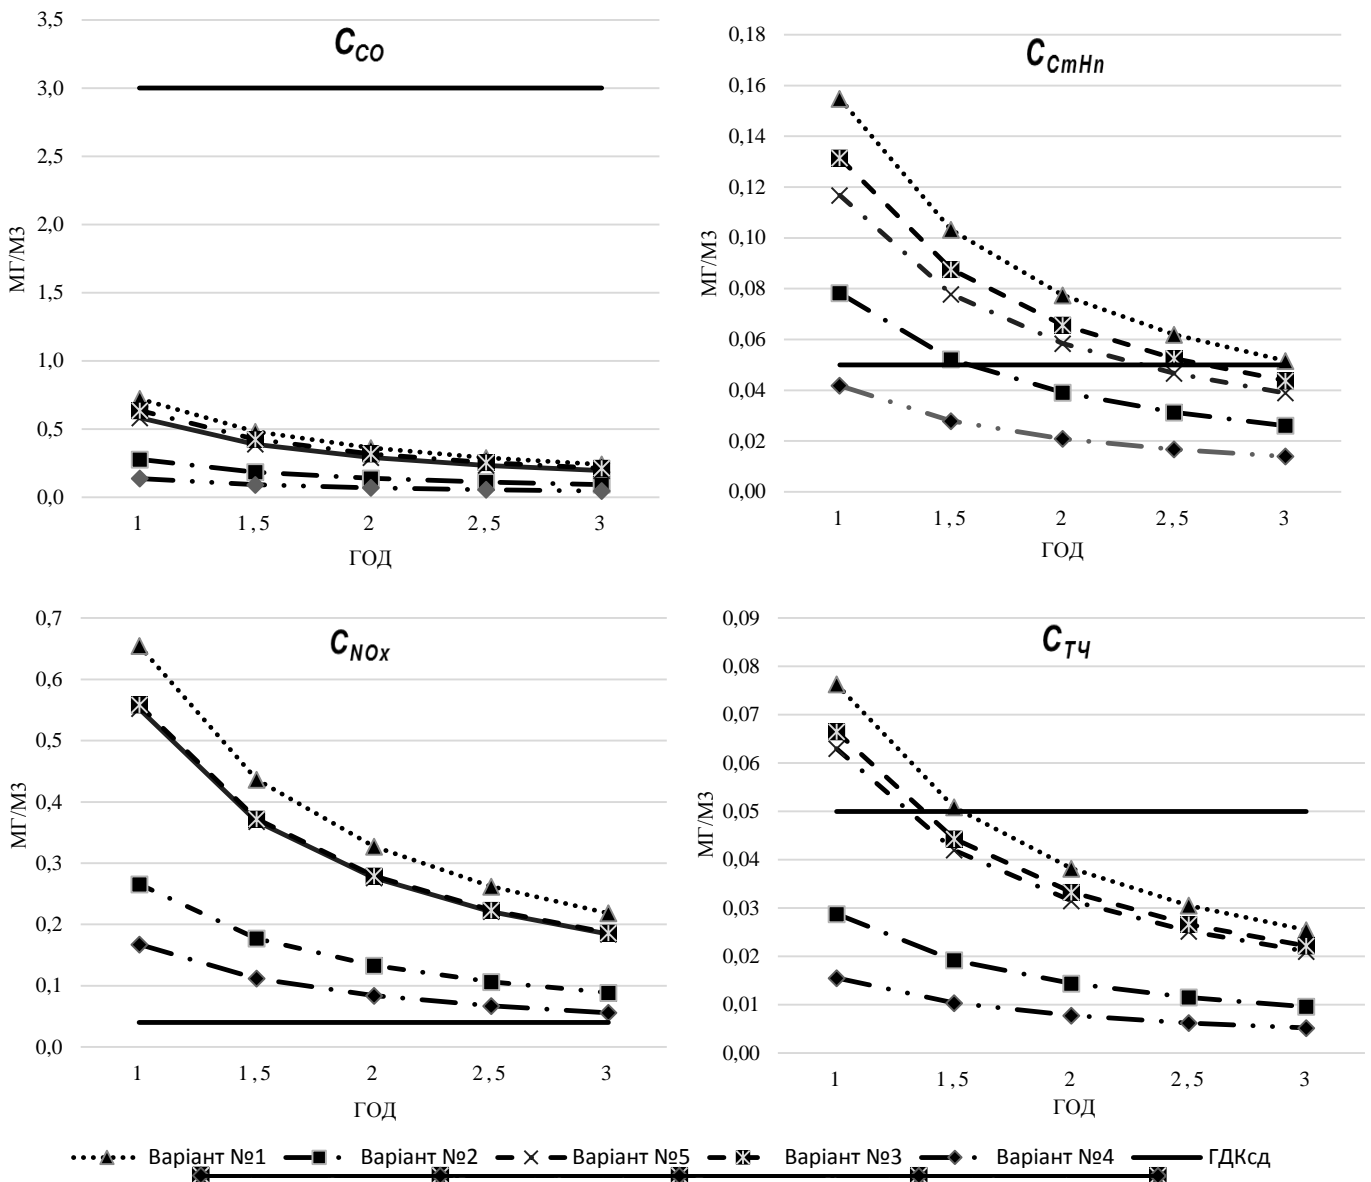 C_CO
3,5
3,0
2,5
2,0
1,5
1,0
0,5
0,0
МГ/М3
1 1,5 2 2,5 3
ГОД
C_CmHn
0,18
0,16
0,14
0,12
0,10
0,08
0,06
0,04
0,02
0,00
МГ/М3
1 1,5 2 2,5 3
ГОД
C_NOx
0,7
0,6
0,5
0,4
0,3
0,2
0,1
0,0
МГ/М3
1 1,5 2 2,5 3
ГОД
C_ТЧ
0,09
0,08
0,07
0,06
0,05
0,04
0,03
0,02
0,01
0,00
МГ/М3
1 1,5 2 2,5 3
ГОД
Варіант №1 Варіант №2 Варіант №5 Варіант №3 Варіант №4 ГДКсд